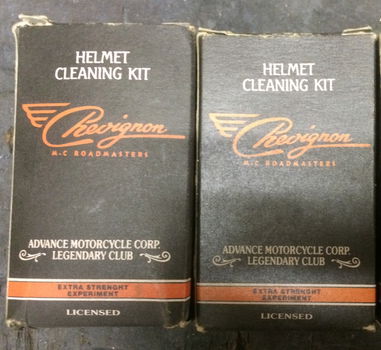 HELMET
CLEANING KIT
Chevignon
M·C ROADMASTERS
ADVANCE MOTORCYCLE CORP.
LEGENDARY CLUB
EXTRA STRENGHT
EXPERIMENT
LICENSED
HELMET
CLEANING KIT
Chevignon
M·C ROADMASTERS
ADVANCE MOTORCYCLE CORP.
LEGENDARY CLUB
EXTRA STRENGHT
EXPERIMENT
LICENSED